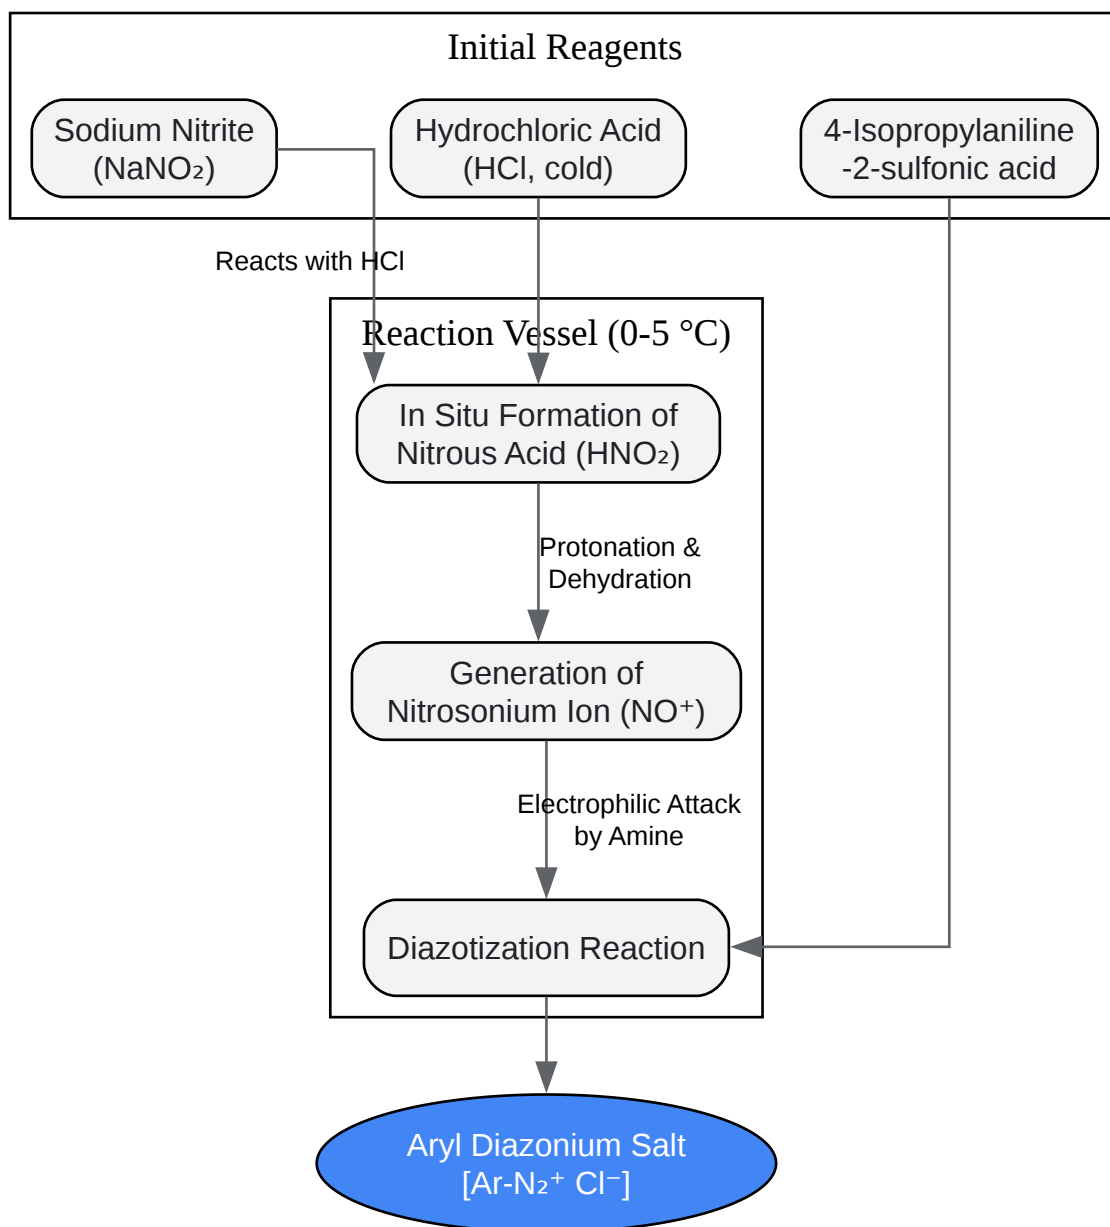 Initial Reagents
Sodium Nitrite
(NaNO₂)
Hydrochloric Acid
(HCl, cold)
4-Isopropylaniline
-2-sulfonic acid
Reacts with HCl
Reaction Vessel (0-5 °C)
In Situ Formation of
Nitrous Acid (HNO₂)
Protonation &
Dehydration
Generation of
Nitrosonium Ion (NO⁺)
Electrophilic Attack
by Amine
Diazotization Reaction
Aryl Diazonium Salt
[Ar-N₂⁺ Cl⁻]